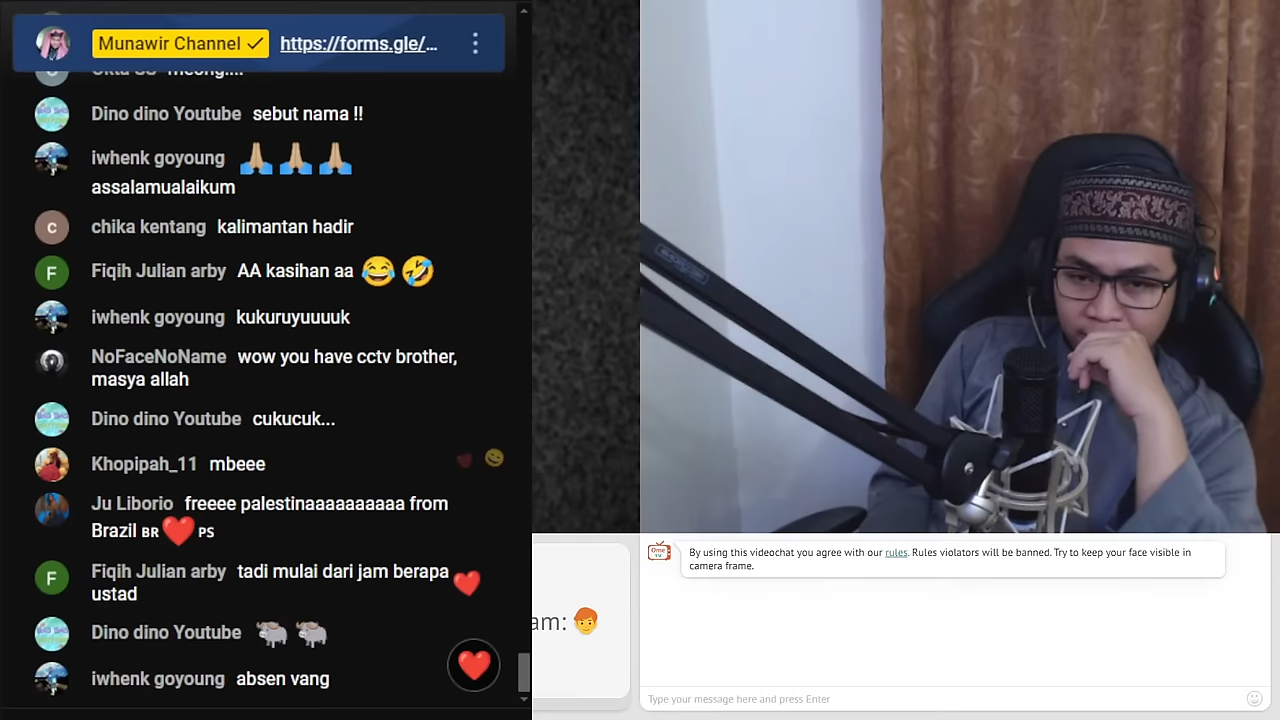 Munawir Channel https://forms.gle/...
meong....
Dino dino Youtube sebut nama !!
iwhenk goyoung 🙏🙏🙏
assalamualaikum
C chika kentang kalimantan hadir
F Fiqih Julian arby AA kasihan aa 😂 🤣
iwhenk goyoung kukuruyuuuuk
NoFaceNoName wow you have cctv brother,
masya allah
Dino dino Youtube cukucuk...
Khopipah_11 mbeee
Ju Liborio freeee palestinaaaaaaaaaa from
Brazil BR❤️PS
F Fiqih Julian arby tadi mulai dari jam berapa
ustad
Dino dino Youtube 🐃 🐃
iwhenk goyoung absen vang
am: 
Ome TV
By using this videochat you agree with our rules. Rules violators will be banned. Try to keep your face visible in
camera frame.
Type your message here and press Enter